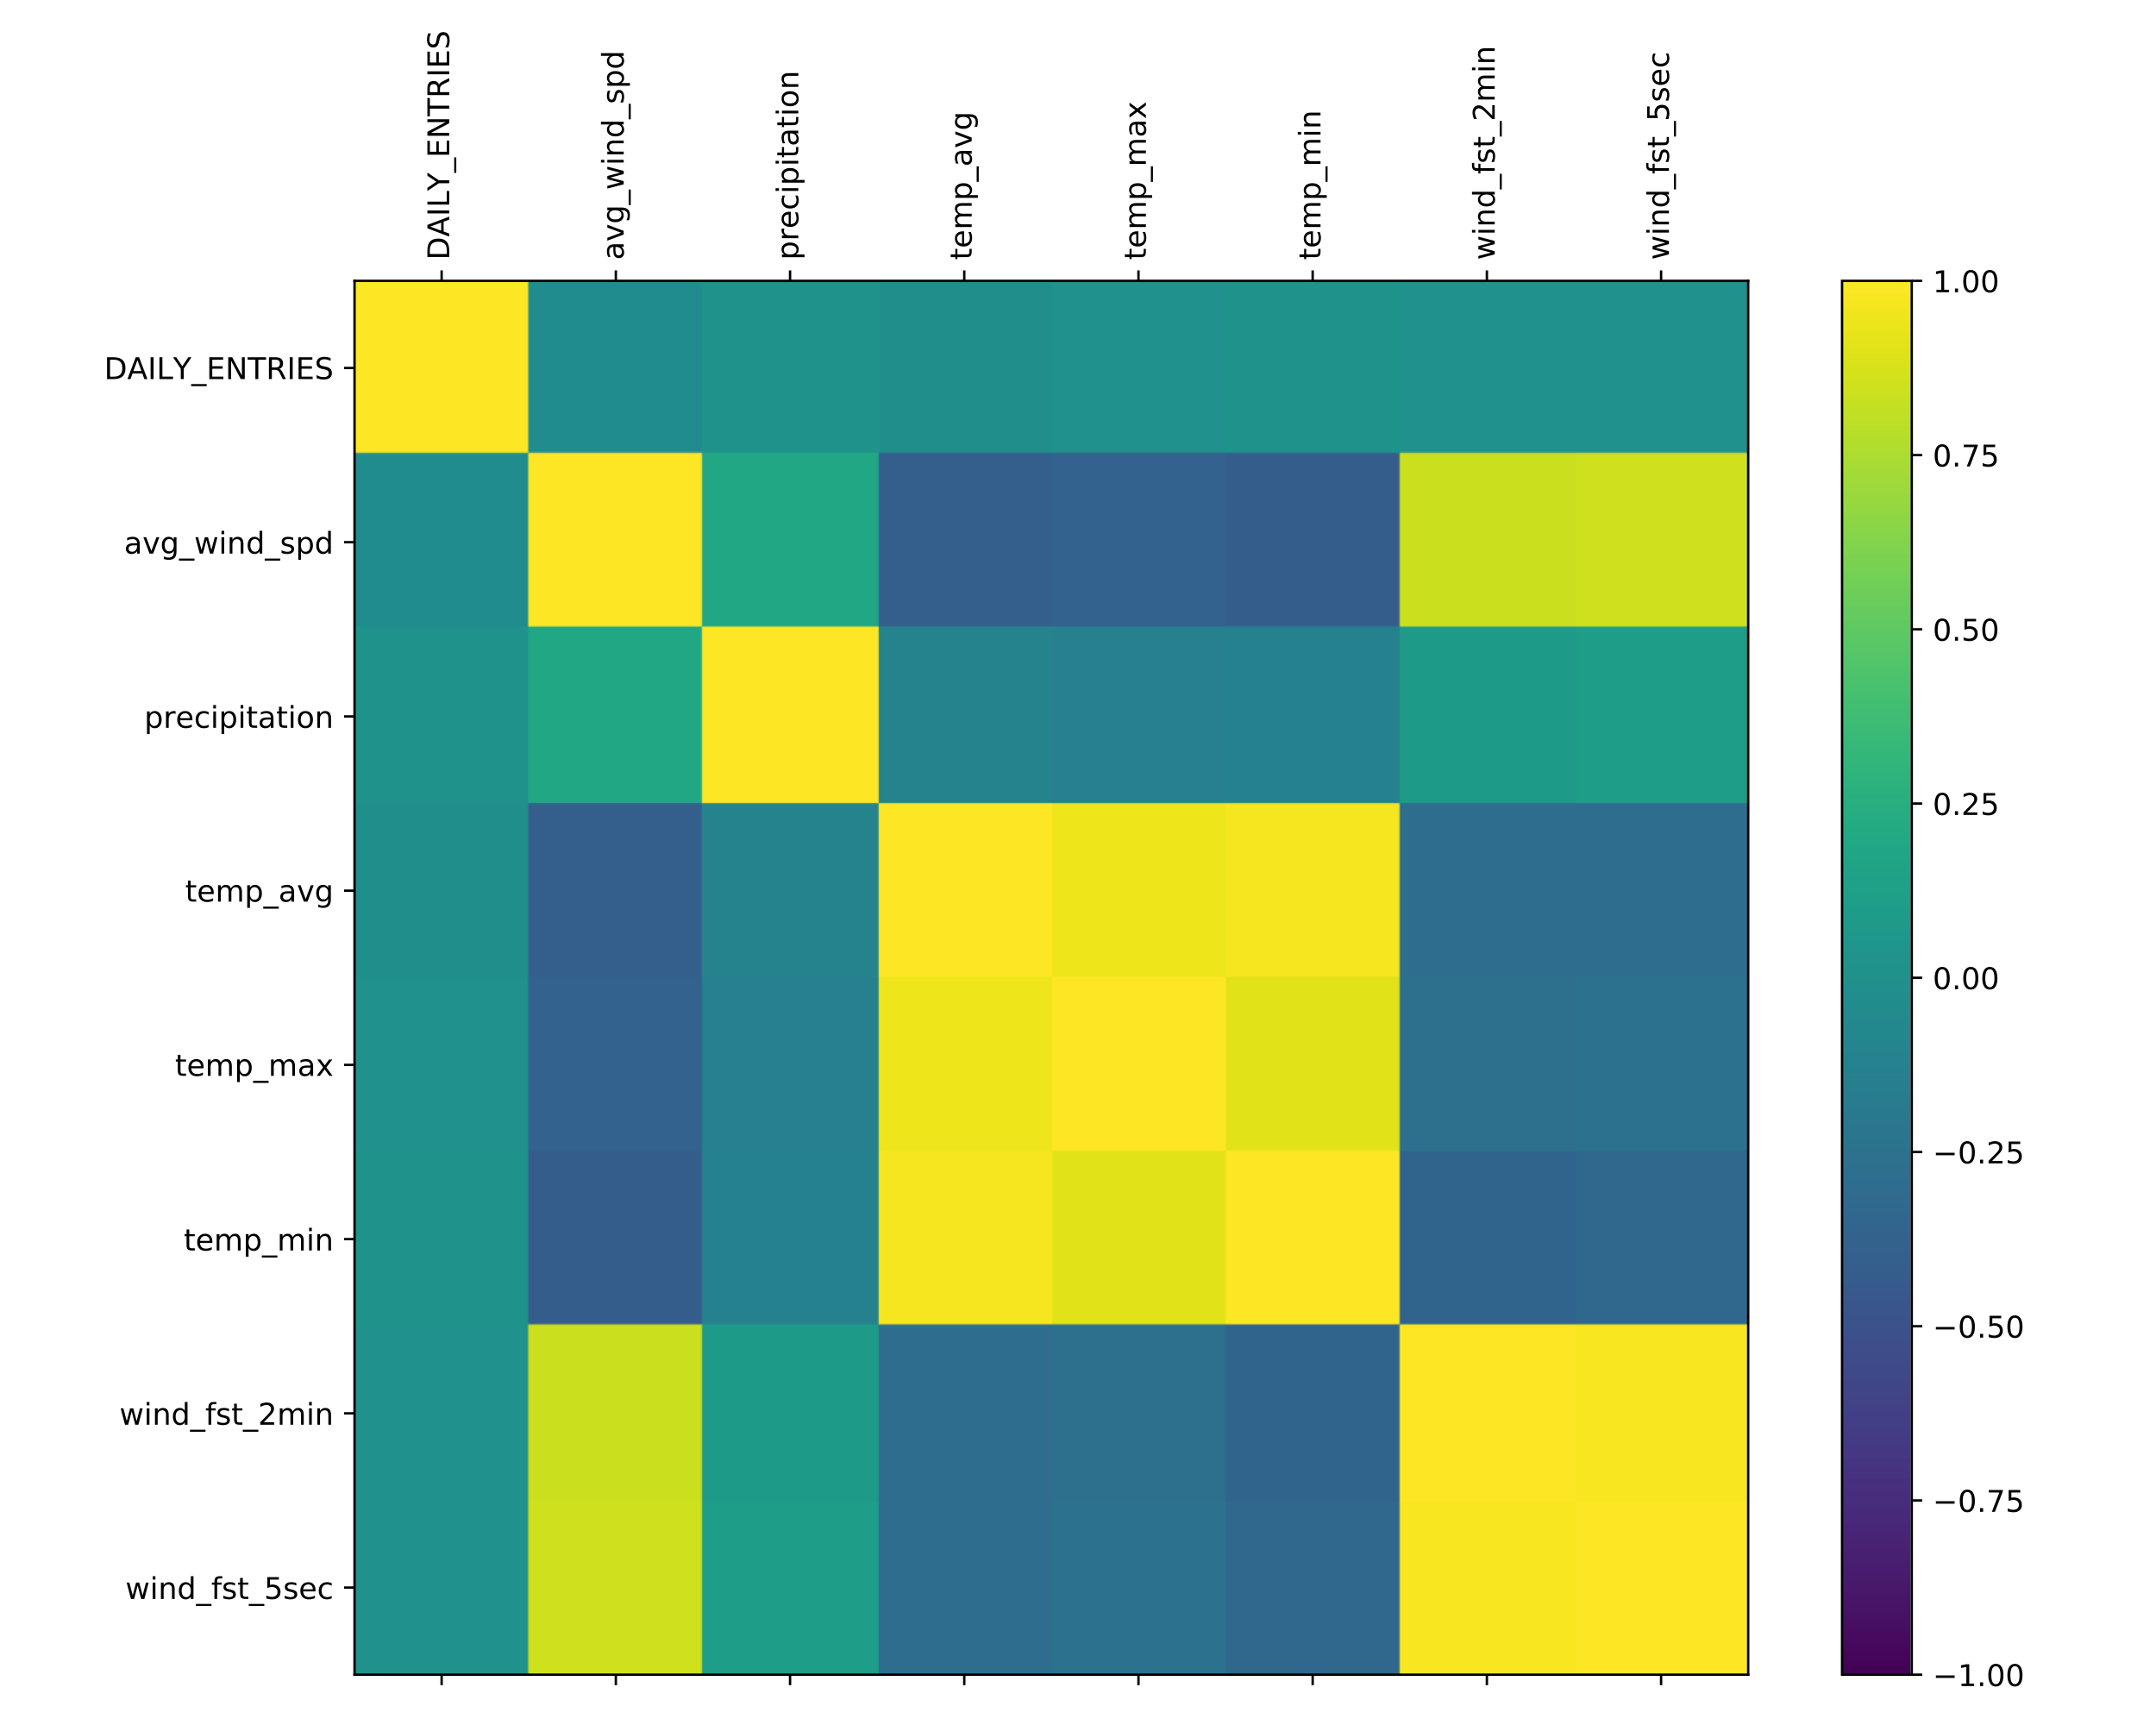 DAILY_ENTRIES
avg_wind_spd
precipitation
temp_avg
temp_max
temp_min
wind_fst_2min
wind_fst_5sec
DAILY_ENTRIES
avg_wind_spd
precipitation
temp_avg
temp_max
temp_min
wind_fst_2min
wind_fst_5sec
1.00
0.75
0.50
0.25
0.00
−0.25
−0.50
−0.75
−1.00